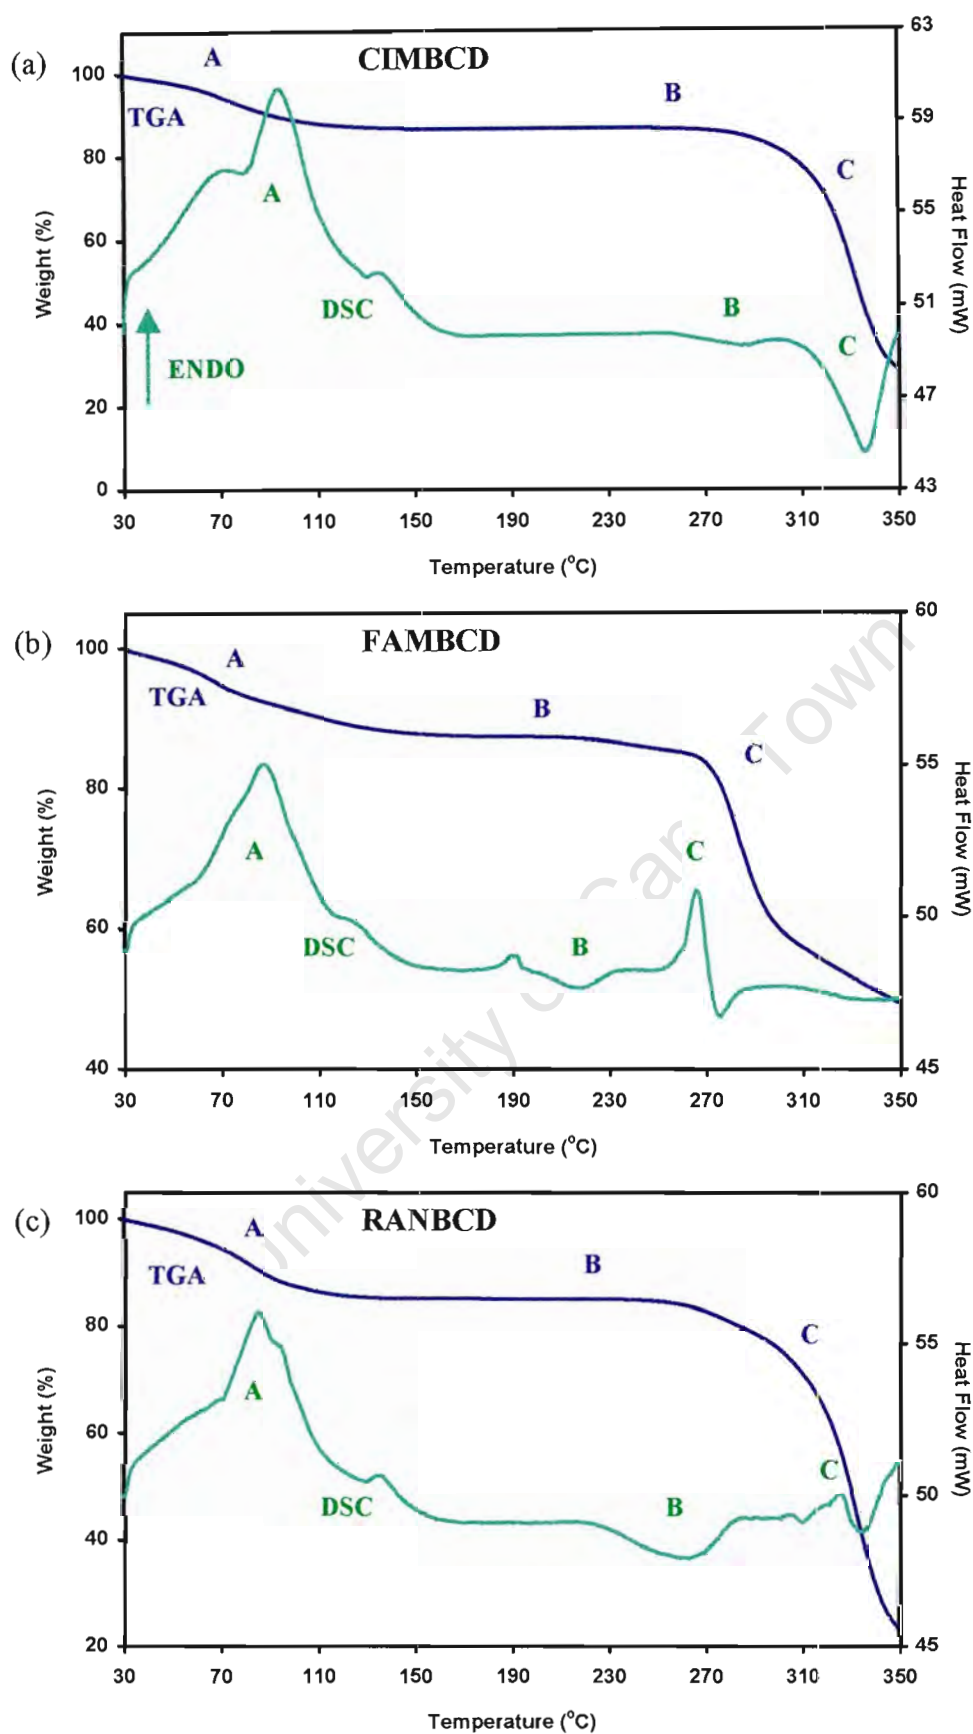 (a)
CIMBCD
A
B
C
TGA
A
DSC
B
C
ENDO
100
80
60
40
20
0
Weight (%)
63
59
55
51
47
43
Heat Flow (mW)
30 70 110 150 190 230 270 310 350
Temperature (°C)
(b)
FAMBCD
A
B
C
TGA
A
DSC
B
C
100
80
60
40
Weight (%)
60
55
50
45
Heat Flow (mW)
30 70 110 150 190 230 270 310 350
Temperature (°C)
(c)
RANBCD
A
B
C
TGA
A
DSC
B
C
100
80
60
40
20
Weight (%)
60
55
50
45
Heat Flow (mW)
30 70 110 150 190 230 270 310 350
Temperature (°C)
Town